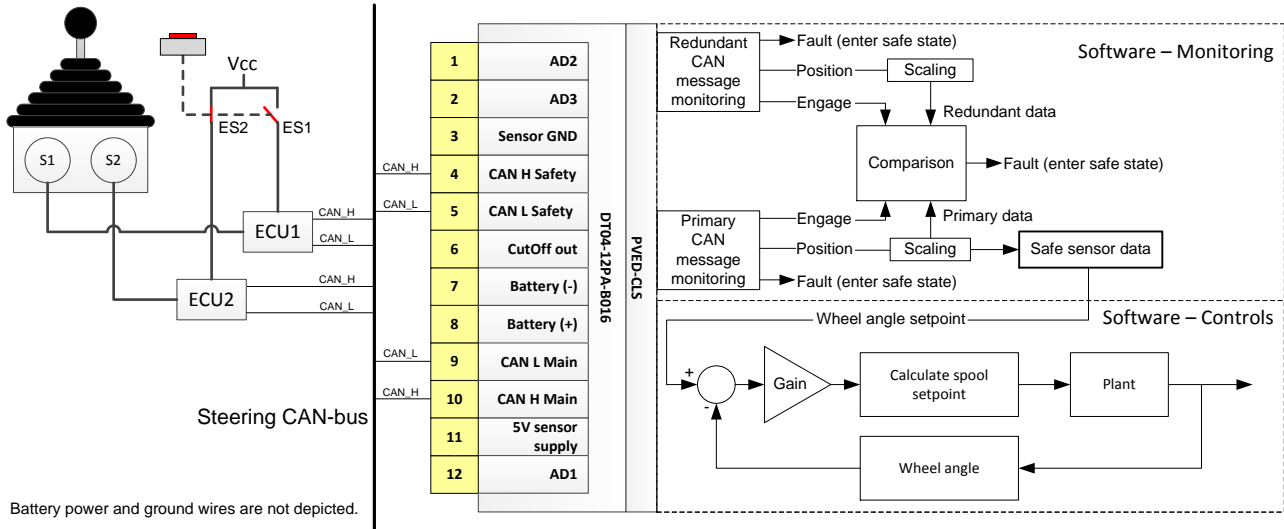 Vcc
ES2
ES1
S1
S2
ECU1
CAN_H
CAN_L
ECU2
CAN_H
CAN_L
Steering CAN-bus
Battery power and ground wires are not depicted.
CAN_H
CAN_L
CAN_L
CAN_H
1 AD2
2 AD3
3 Sensor GND
4 CAN H Safety
5 CAN L Safety
6 CutOff out
7 Battery (-)
8 Battery (+)
9 CAN L Main
10 CAN H Main
11 5V sensor
supply
12 AD1
DT04-12PA-B016
PVED-CLS
Software – Monitoring
Redundant
CAN
message
monitoring
Fault (enter safe state)
Position
Scaling
Engage
Redundant data
Comparison
Fault (enter safe state)
Primary data
Primary
CAN
message
monitoring
Engage
Position
Scaling
Safe sensor data
Fault (enter safe state)
Software – Controls
Wheel angle setpoint
+
-
Gain
Calculate spool
setpoint
Plant
Wheel angle